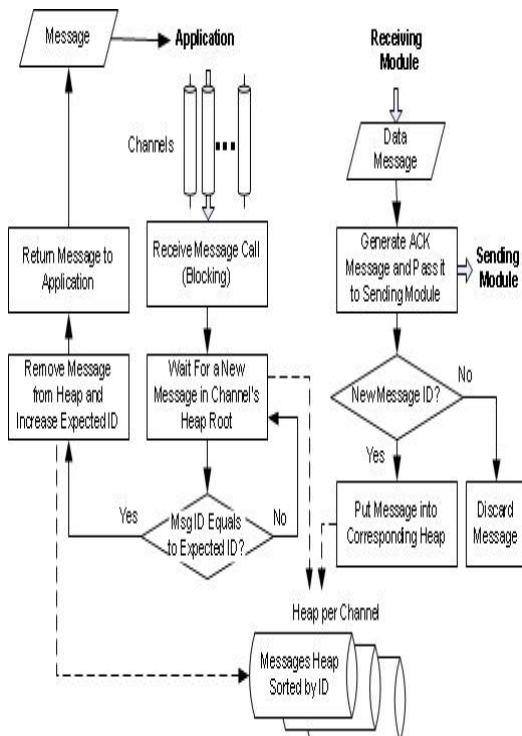 Message
Application
Receiving
Module
Channels
Data
Message
Return Message to
Application
Receive Message Call
(Blocking)
Generate ACK
Message and Pass it
to Sending Module
Sending
Module
Remove Message
from Heap and
Increase Expected ID
Wait For a New
Message in Channel's
Heap Root
New Message ID?
No
Yes
Yes
Msg ID Equals
to Expected ID?
No
Put Message into
Corresponding Heap
Discard
Message
Heap per Channel
Messages Heap
Sorted by ID